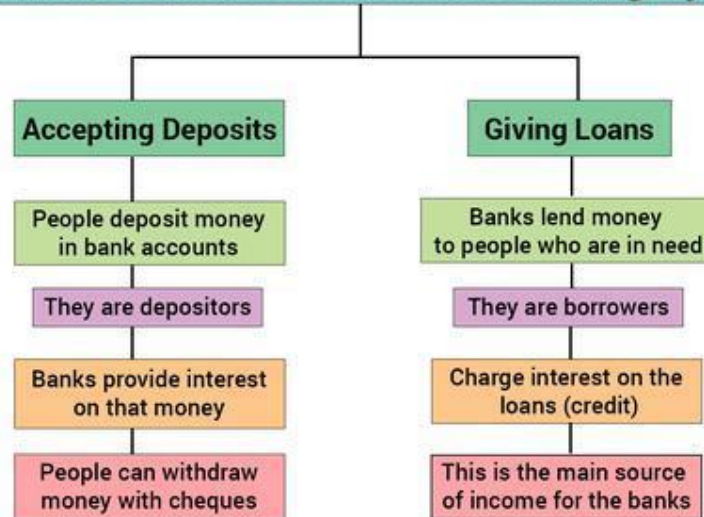 Accepting Deposits
People deposit money
in bank accounts
They are depositors
Banks provide interest
on that money
People can withdraw
money with cheques
Giving Loans
Banks lend money
to people who are in need
They are borrowers
Charge interest on the
loans (credit)
This is the main source
of income for the banks